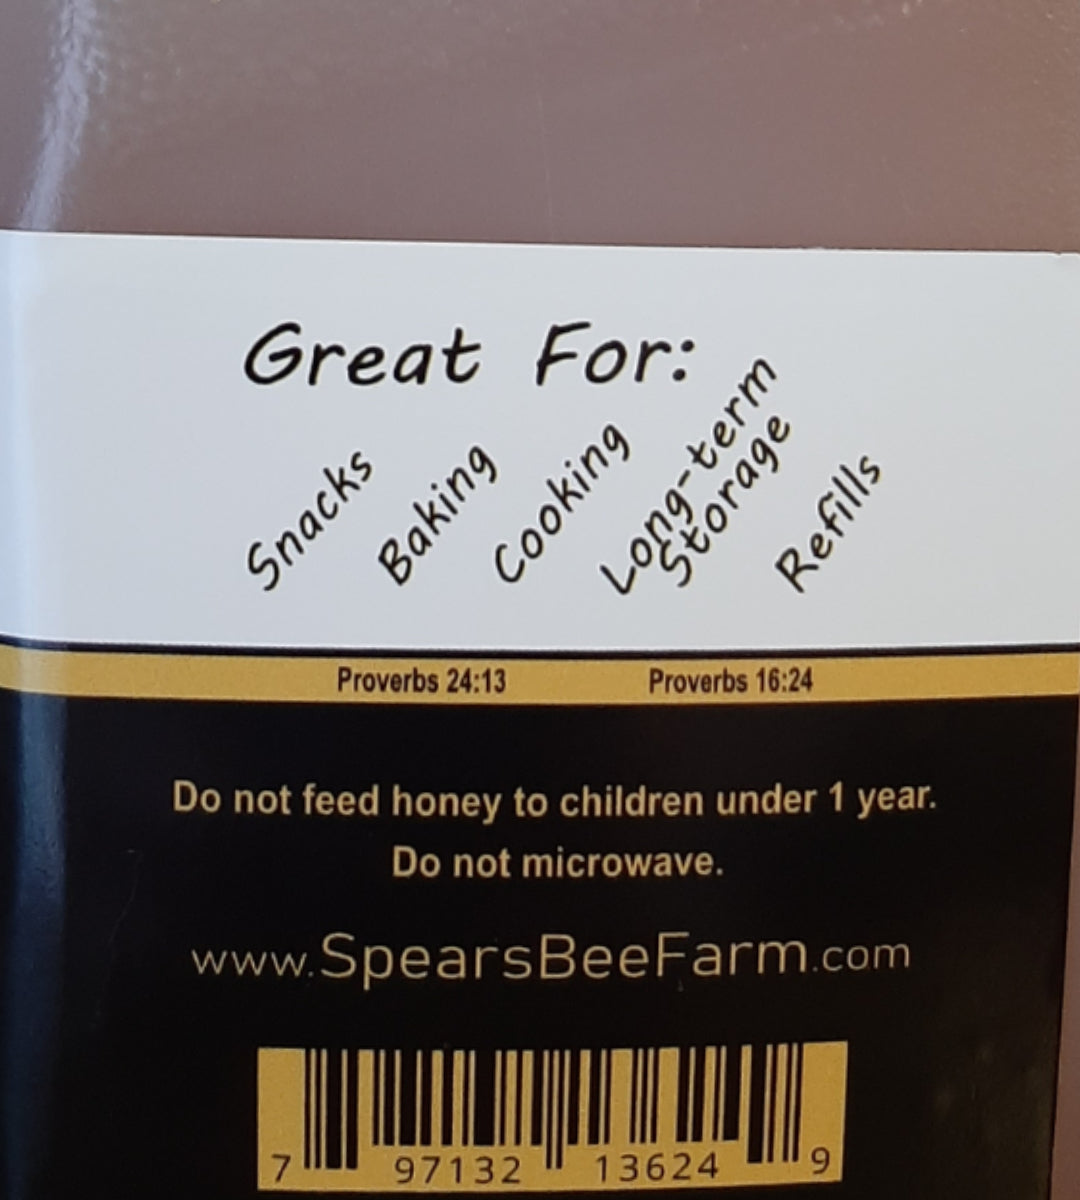 Great For:
Snacks
Baking
Cooking
Long-term
Storage
Refills
Proverbs 24:13 Proverbs 16:24
Do not feed honey to children under 1 year.
Do not microwave.
www.SpearsBeeFarm.com
7 97132 13624 9